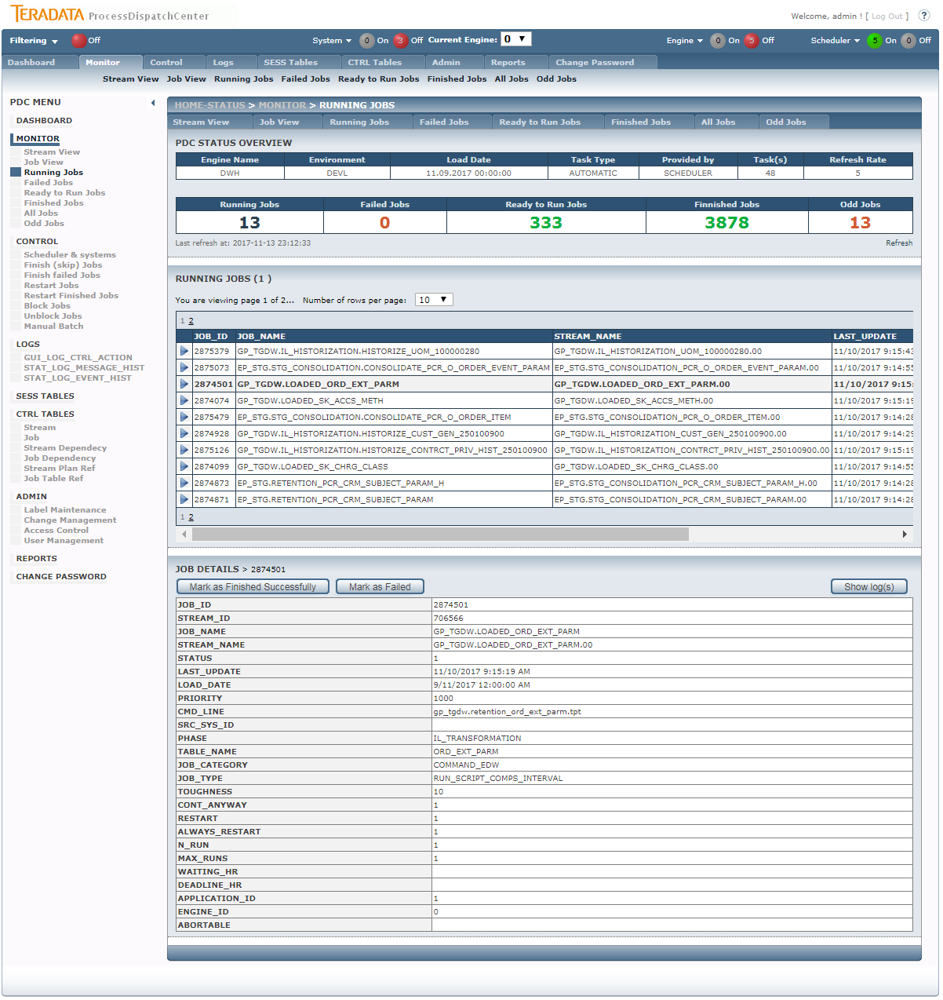 TERADATA ProcessDispatchCenter
Welcome, admin ! [ Log Out ] ?
Filtering Off System 0 On 3 Off Current Engine: 0 Engine 0 On 5 Off Scheduler 5 On 0 Off
Dashboard Monitor Control Logs SESS Tables CTRL Tables Admin Reports Change Password
Stream View Job View Running Jobs Failed Jobs Ready to Run Jobs Finished Jobs All Jobs Odd Jobs
PDC MENU
DASHBOARD
MONITOR
Stream View
Job View
Running Jobs
Failed Jobs
Ready to Run Jobs
Finished Jobs
All Jobs
Odd Jobs
CONTROL
Scheduler & systems
Finish (skip) Jobs
Finish failed Jobs
Restart Jobs
Restart Finished Jobs
Block Jobs
Unblock Jobs
Manual Batch
LOGS
GUI_LOG_CTRL_ACTION
STAT_LOG_MESSAGE_HIST
STAT_LOG_EVENT_HIST
SESS TABLES
CTRL TABLES
Stream
Job
Stream Dependecy
Job Dependency
Stream Plan Ref
Job Table Ref
ADMIN
Label Maintenance
Change Management
Access Control
User Management
REPORTS
CHANGE PASSWORD
HOME-STATUS > MONITOR > RUNNING JOBS
Stream View Job View Running Jobs Failed Jobs Ready to Run Jobs Finished Jobs All Jobs Odd Jobs
PDC STATUS OVERVIEW
Engine Name Environment Load Date Task Type Provided by Task(s) Refresh Rate
DWH DEVL 11.09.2017 00:00:00 AUTOMATIC SCHEDULER 48 5
Running Jobs Failed Jobs Ready to Run Jobs Finnished Jobs Odd Jobs
13 0 333 3878 13
Last refresh at: 2017-11-13 23:12:33 Refresh
RUNNING JOBS (1 )
You are viewing page 1 of 2... Number of rows per page: 10
1 2
JOB_ID JOB_NAME STREAM_NAME LAST_UPDATE
2875379 GP_TGDW.IL_HISTORIZATION.HISTORIZE_UOM_100000280 GP_TGDW.IL_HISTORIZATION_UOM_100000280.00 11/10/2017 9:15:43
2875073 EP_STG.STG_CONSOLIDATION.CONSOLIDATE_PCR_O_ORDER_EVENT_PARAM EP_STG.STG_CONSOLIDATION_PCR_O_ORDER_EVENT_PARAM.00 11/10/2017 9:14:55
2874501 GP_TGDW.LOADED_ORD_EXT_PARM GP_TGDW.LOADED_ORD_EXT_PARM.00 11/10/2017 9:15:
2874074 GP_TGDW.LOADED_SK_ACCS_METH GP_TGDW.LOADED_SK_ACCS_METH.00 11/10/2017 9:15:19
2875479 EP_STG.STG_CONSOLIDATION.CONSOLIDATE_PCR_O_ORDER_ITEM EP_STG.STG_CONSOLIDATION_PCR_O_ORDER_ITEM.00 11/10/2017 9:14:28
2874928 GP_TGDW.IL_HISTORIZATION.HISTORIZE_CUST_GEN_250100900 GP_TGDW.IL_HISTORIZATION_CUST_GEN_250100900.00 11/10/2017 9:14:29
2875126 GP_TGDW.IL_HISTORIZATION.HISTORIZE_CONTRCT_PRIV_HIST_250100900 GP_TGDW.IL_HISTORIZATION_CONTRCT_PRIV_HIST_250100900.00 11/10/2017 9:15:19
2874099 GP_TGDW.LOADED_SK_CHRG_CLASS GP_TGDW.LOADED_SK_CHRG_CLASS.00 11/10/2017 9:14:55
2874873 EP_STG.RETENTION_PCR_CRM_SUBJECT_PARAM_H EP_STG.STG_CONSOLIDATION_PCR_CRM_SUBJECT_PARAM_H.00 11/10/2017 9:14:28
2874871 EP_STG.RETENTION_PCR_CRM_SUBJECT_PARAM EP_STG.STG_CONSOLIDATION_PCR_CRM_SUBJECT_PARAM.00 11/10/2017 9:14:28
1 2
JOB DETAILS > 2874501
Mark as Finished Successfully Mark as Failed Show log(s)
JOB_ID 2874501
STREAM_ID 706566
JOB_NAME GP_TGDW.LOADED_ORD_EXT_PARM
STREAM_NAME GP_TGDW.LOADED_ORD_EXT_PARM.00
STATUS 1
LAST_UPDATE 11/10/2017 9:15:19 AM
LOAD_DATE 9/11/2017 12:00:00 AM
PRIORITY 1000
CMD_LINE gp_tgdw.retention_ord_ext_parm.tpt
SRC_SYS_ID
PHASE IL_TRANSFORMATION
TABLE_NAME ORD_EXT_PARM
JOB_CATEGORY COMMAND_EDW
JOB_TYPE RUN_SCRIPT_COMPS_INTERVAL
TOUGHNESS 10
CONT_ANYWAY 1
RESTART 1
ALWAYS_RESTART 1
N_RUN 1
MAX_RUNS 1
WAITING_HR
DEADLINE_HR
APPLICATION_ID 1
ENGINE_ID 0
ABORTABLE